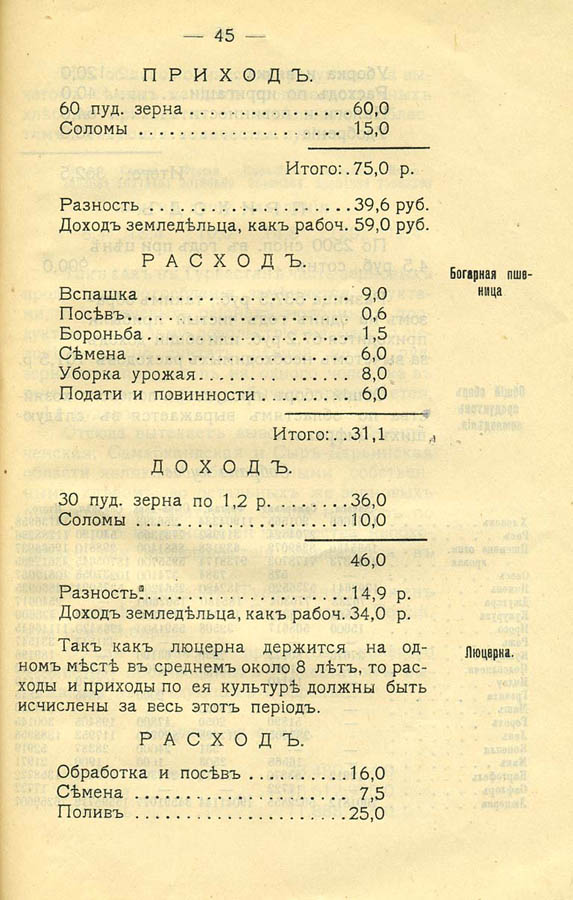 — 45 —
ПРИХОДЪ.
60 пуд. зерна ................ 60,0
Соломы ..................... 15,0
Итого: . 75,0 р.
Разность .................... 39,6 руб.
Доходъ земледѣльца, какъ рабоч. 59,0 руб.
РАСХОДЪ.
Богарная пше-
ница
Вспашка ..................... 9,0
Посѣвъ ...................... 0,6
Бороньба .................... 1,5
Сѣмена ...................... 6,0
Уборка урожая ............... 8,0
Подати и повинности ......... 6,0
Итого: . . 31,1
ДОХОДЪ.
30 пуд. зерна по 1,2 р. ....... 36,0
Соломы ..................... 10,0
46,0
Разность .................... 14,9 р.
Доходъ земледѣльца, какъ рабоч. 34,0 р.
Люцерна.
Такъ какъ люцерна держится на од-
номъ мѣстѣ въ среднемъ около 8 лѣтъ, то рас-
ходы и приходы по ея культурѣ должны быть
исчислены за весь этотъ періодъ.
РАСХОДЪ.
Обработка и посѣвъ .......... 16,0
Сѣмена ...................... 7,5
Поливъ ...................... 25,0